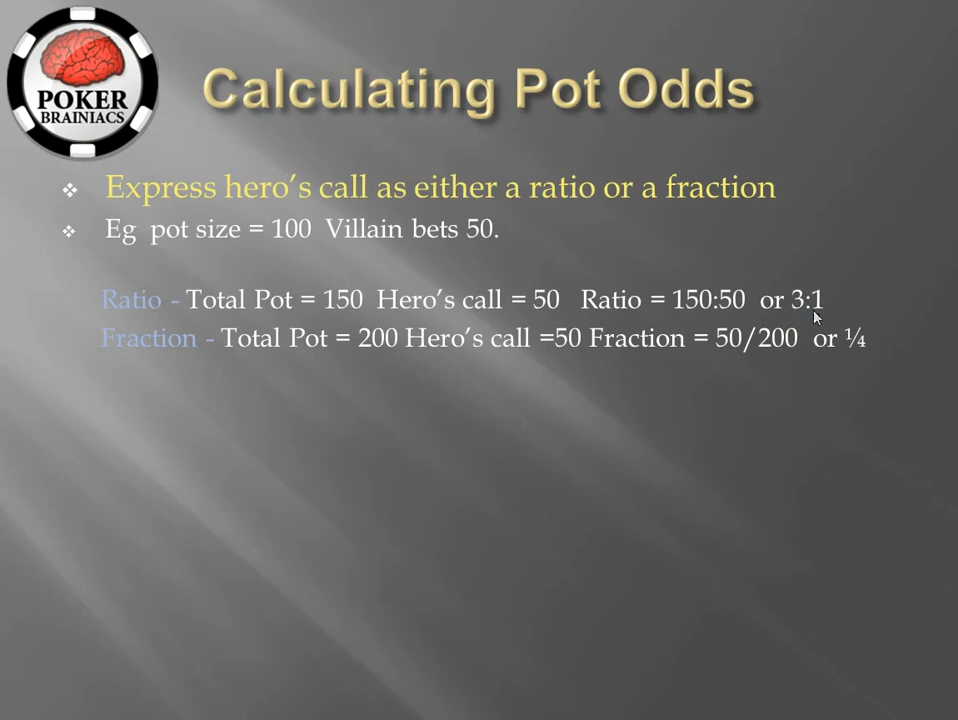 POKER
BRAINIACS
Calculating Pot Odds
Express hero's call as either a ratio or a fraction
Eg pot size = 100 Villain bets 50.
Ratio - Total Pot = 150 Hero's call = 50 Ratio = 150:50 or 3:1
Fraction - Total Pot = 200 Hero's call =50 Fraction = 50/200 or ¼